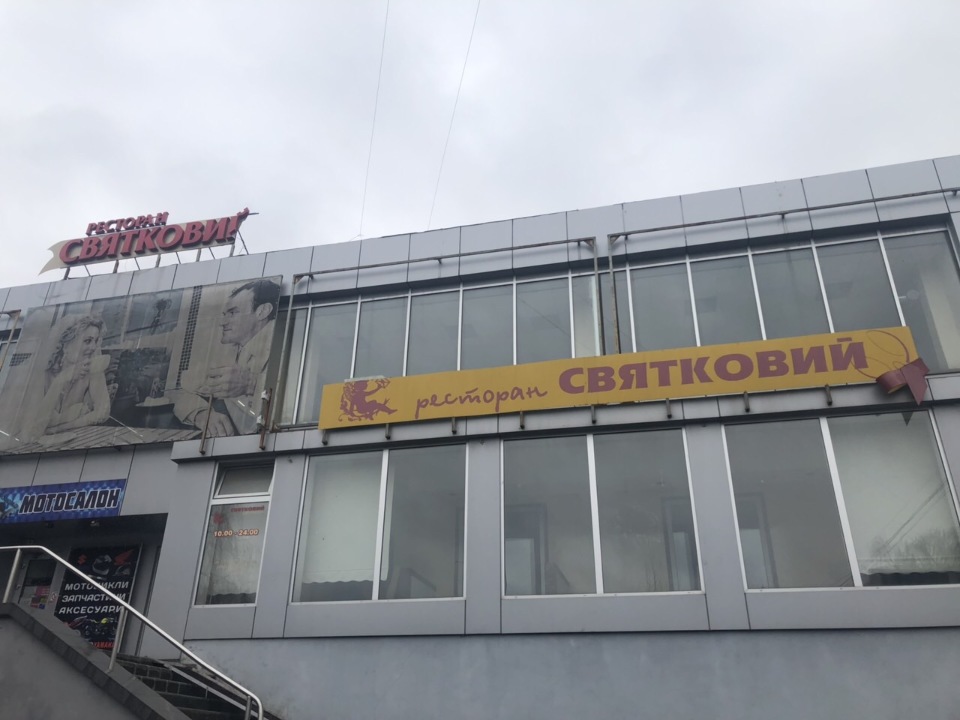 РЕСТОРАН
СВЯТКОВИЙ
ресторан СВЯТКОВИЙ
МОТОСАЛОН
10.00 - 24.00
МОТОЦИКЛИ
ЗАПЧАСТИНИ
АКСЕСУАРИ